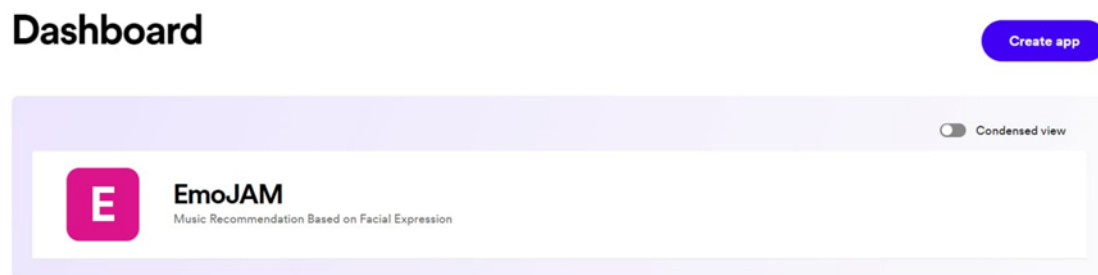 Dashboard
Create app
Condensed view
E
EmoJAM
Music Recommendation Based on Facial Expression